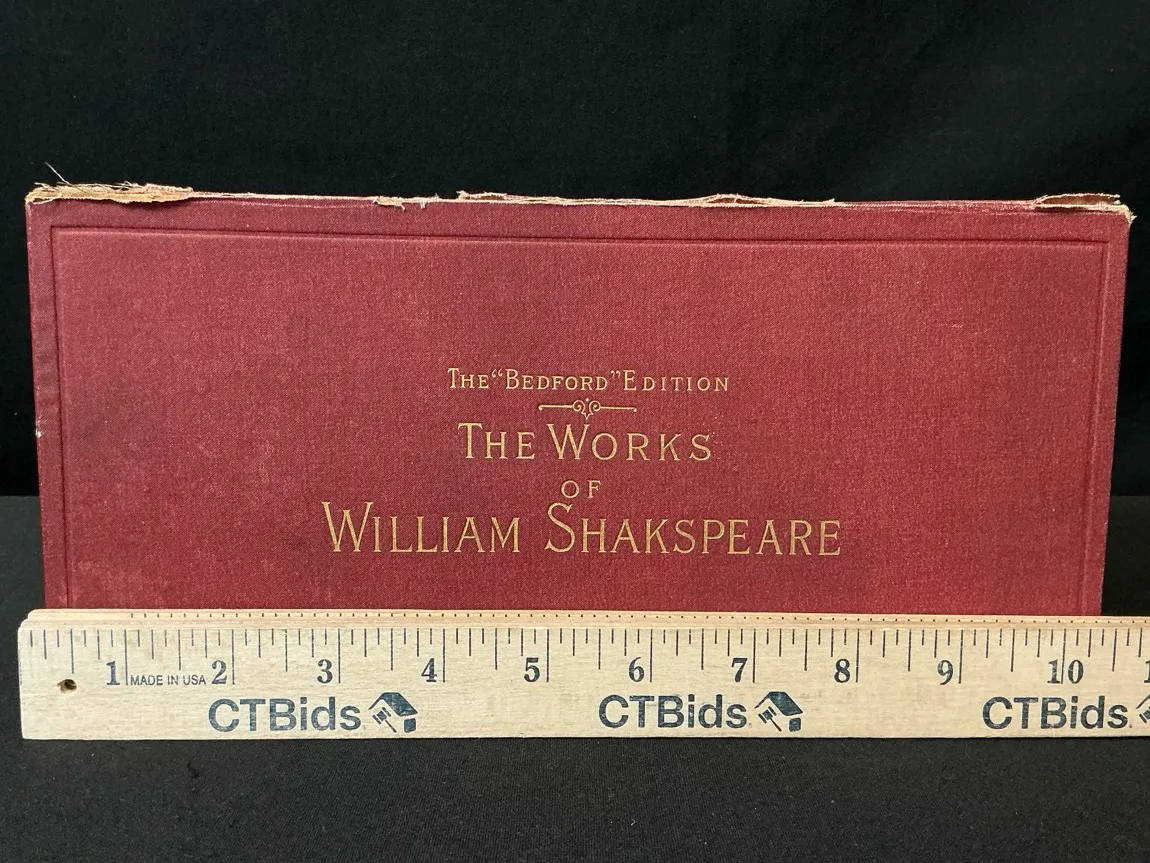 THE "BEDFORD" EDITION
THE WORKS
OF
WILLIAM SHAKSPEARE
1 MADE IN USA 2 3 4 5 6 7 8 9 10 1
CTBids CTBids CTBids